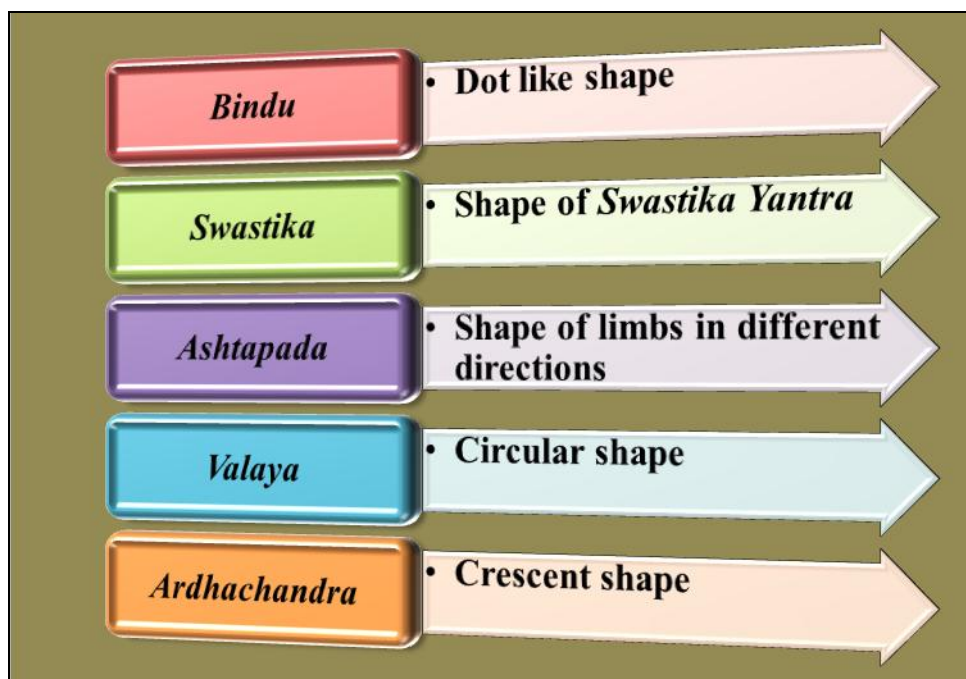 Bindu
• Dot like shape
Swastika
• Shape of Swastika Yantra
Ashtapada
• Shape of limbs in different
directions
Valaya
• Circular shape
Ardhachandra
• Crescent shape